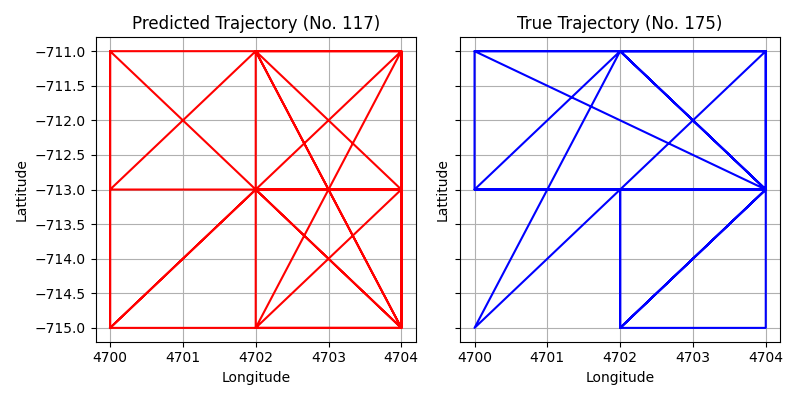 Predicted Trajectory (No. 117)
True Trajectory (No. 175)
−711.0
−711.5
−712.0
−712.5
−713.0
−713.5
−714.0
−714.5
−715.0
Lattitude
Lattitude
4700 4701 4702 4703 4704
4700 4701 4702 4703 4704
Longitude
Longitude